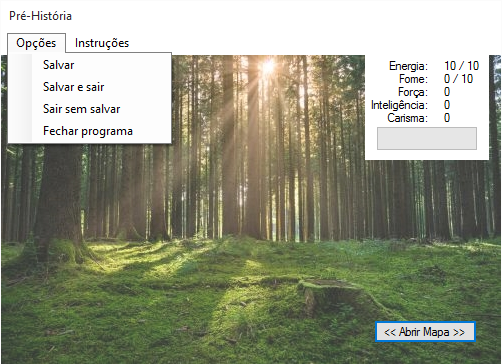 Pré-História
Opções Instruções
Salvar
Salvar e sair
Sair sem salvar
Fechar programa
Energia: 10 / 10
Fome: 0 / 10
Força: 0
Inteligência: 0
Carisma: 0
<< Abrir Mapa >>